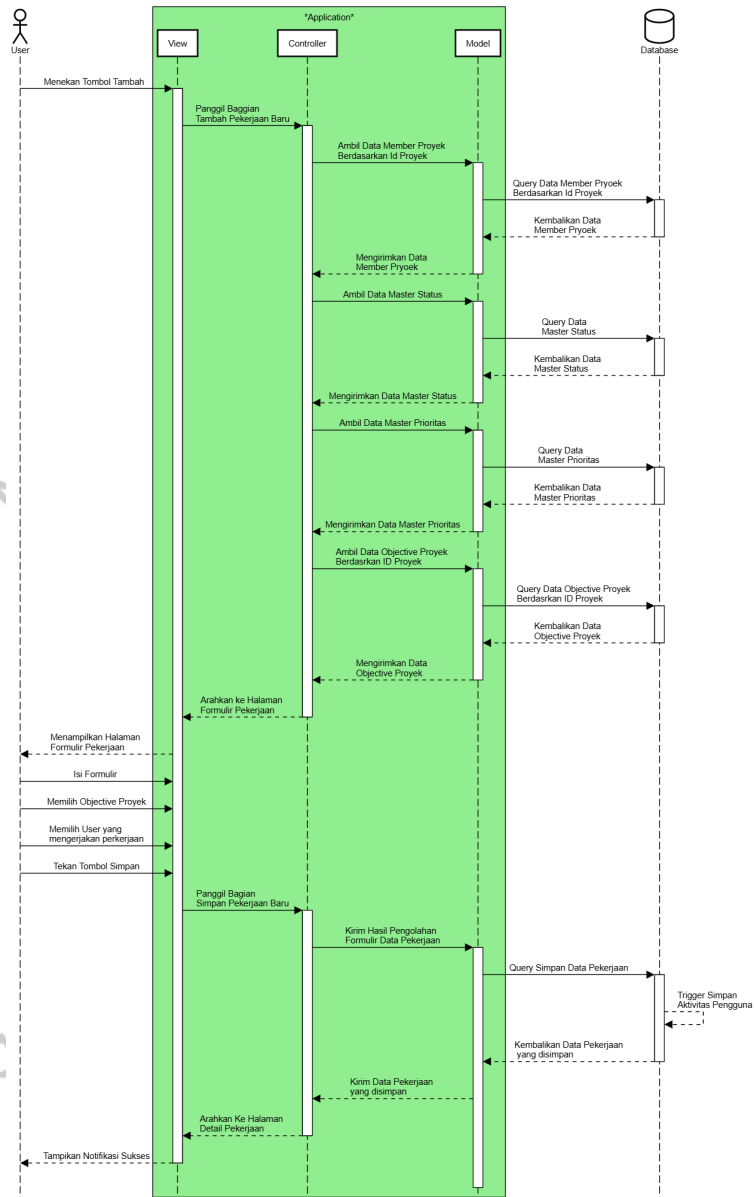 *Application*
User
View
Controller
Model
Database
Menekan Tombol Tambah
Panggil Baggian
Tambah Pekerjaan Baru
Ambil Data Member Proyek
Berdasarkan Id Proyek
Query Data Member Pryoek
Berdasarkan Id Proyek
Kembalikan Data
Member Pryoek
Mengirimkan Data
Member Pryoek
Ambil Data Master Status
Query Data
Master Status
Kembalikan Data
Master Status
Mengirimkan Data Master Status
Ambil Data Master Prioritas
Query Data
Master Prioritas
Kembalikan Data
Master Prioritas
Mengirimkan Data Master Prioritas
Ambil Data Objective Proyek
Berdasrkan ID Proyek
Query Data Objective Proyek
Berdasrkan ID Proyek
Kembalikan Data
Objective Proyek
Mengirimkan Data
Objective Proyek
Arahkan ke Halaman
Formulir Pekerjaan
Menampilkan Halaman
Formulir Pekerjaan
Isi Formulir
Memilih Objective Proyek
Memilih User yang
mengerjakan perkerjaan
Tekan Tombol Simpan
Panggil Bagian
Simpan Pekerjaan Baru
Kirim Hasil Pengolahan
Formulir Data Pekerjaan
Query Simpan Data Pekerjaan
Trigger Simpan
Aktivitas Pengguna
Kembalikan Data Pekerjaan
yang disimpan
Kirim Data Pekerjaan
yang disimpan
Arahkan Ke Halaman
Detail Pekerjaan
Tampikan Notifikasi Sukses